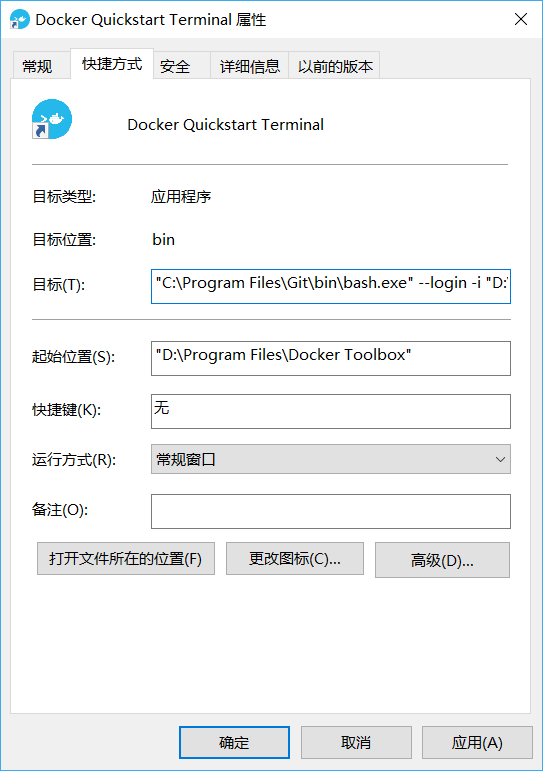 Docker Quickstart Terminal 属性
常规 快捷方式 安全 详细信息 以前的版本
Docker Quickstart Terminal
目标类型: 应用程序
目标位置: bin
目标(T): "C:\Program Files\Git\bin\bash.exe" --login -i "D:\
起始位置(S): "D:\Program Files\Docker Toolbox"
快捷键(K): 无
运行方式(R): 常规窗口
备注(O):
打开文件所在的位置(F) 更改图标(C)... 高级(D)...
确定 取消 应用(A)